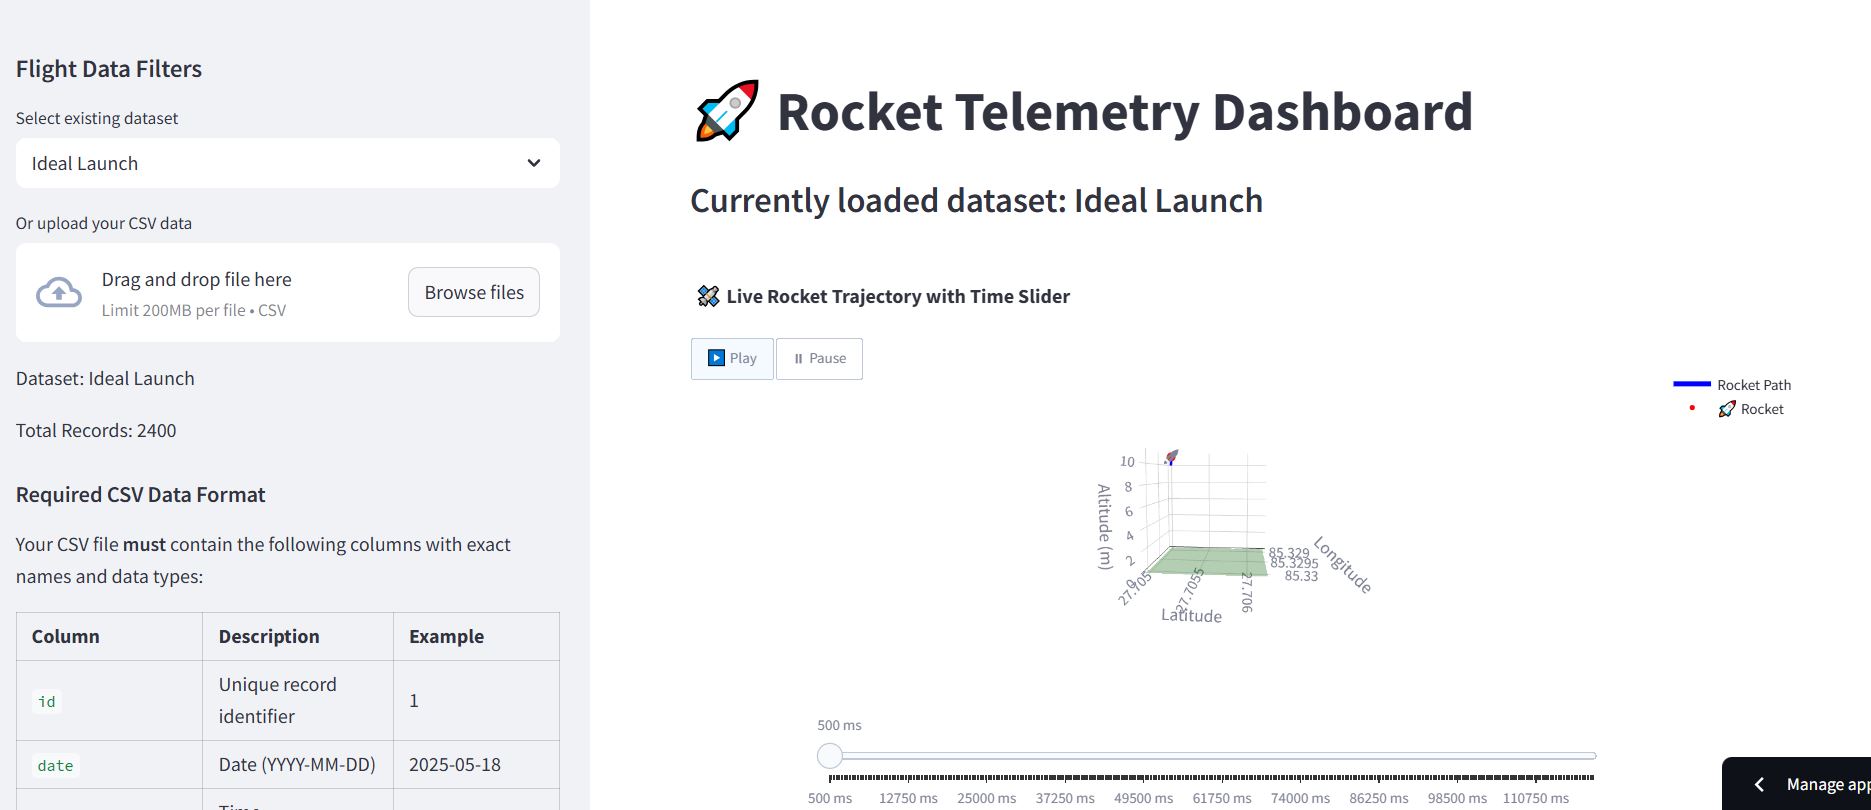 Flight Data Filters
Select existing dataset
Ideal Launch
Or upload your CSV data
Drag and drop file here
Limit 200MB per file • CSV
Browse files
Dataset: Ideal Launch
Total Records: 2400
Required CSV Data Format
Your CSV file must contain the following columns with exact
names and data types:
Column Description Example
id Unique record identifier 1
date Date (YYYY-MM-DD) 2025-05-18
🚀 Rocket Telemetry Dashboard
Currently loaded dataset: Ideal Launch
🛰️ Live Rocket Trajectory with Time Slider
▶️ Play
⏸ Pause
Rocket Path
🚀 Rocket
10
8
6
4
2
0
Altitude (m)
27.705
27.7055
27.706
Latitude
85.329
85.3295
85.33
Longitude
500 ms
500 ms 12750 ms 25000 ms 37250 ms 49500 ms 61750 ms 74000 ms 86250 ms 98500 ms 110750 ms
Manage app